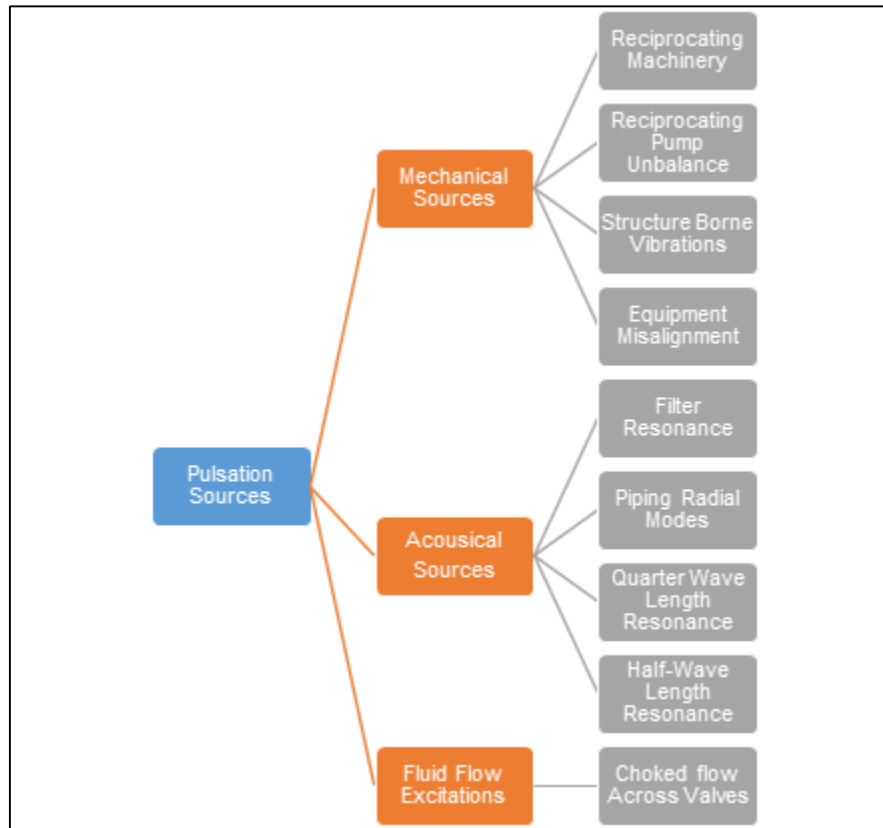 Reciprocating
Machinery
Reciprocating
Pump
Unbalance
Mechanical
Sources
Structure Borne
Vibrations
Equipment
Misalignment
Filter
Resonance
Pulsation
Sources
Piping Radial
Modes
Acousical
Sources
Quarter Wave
Length
Resonance
Half-Wave
Length
Resonance
Fluid Flow
Excitations
Choked flow
Across Valves